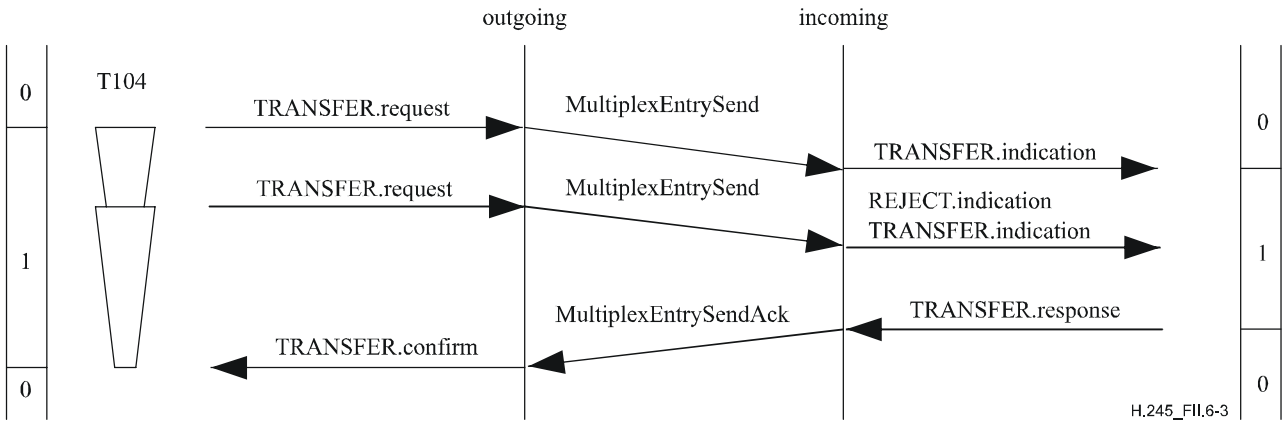 outgoing
incoming
T104
0
TRANSFER.request
MultiplexEntrySend
0
TRANSFER.indication
TRANSFER.request
MultiplexEntrySend
REJECT.indication
TRANSFER.indication
1
1
MultiplexEntrySendAck
TRANSFER.response
TRANSFER.confirm
0
0
H.245_FII.6-3